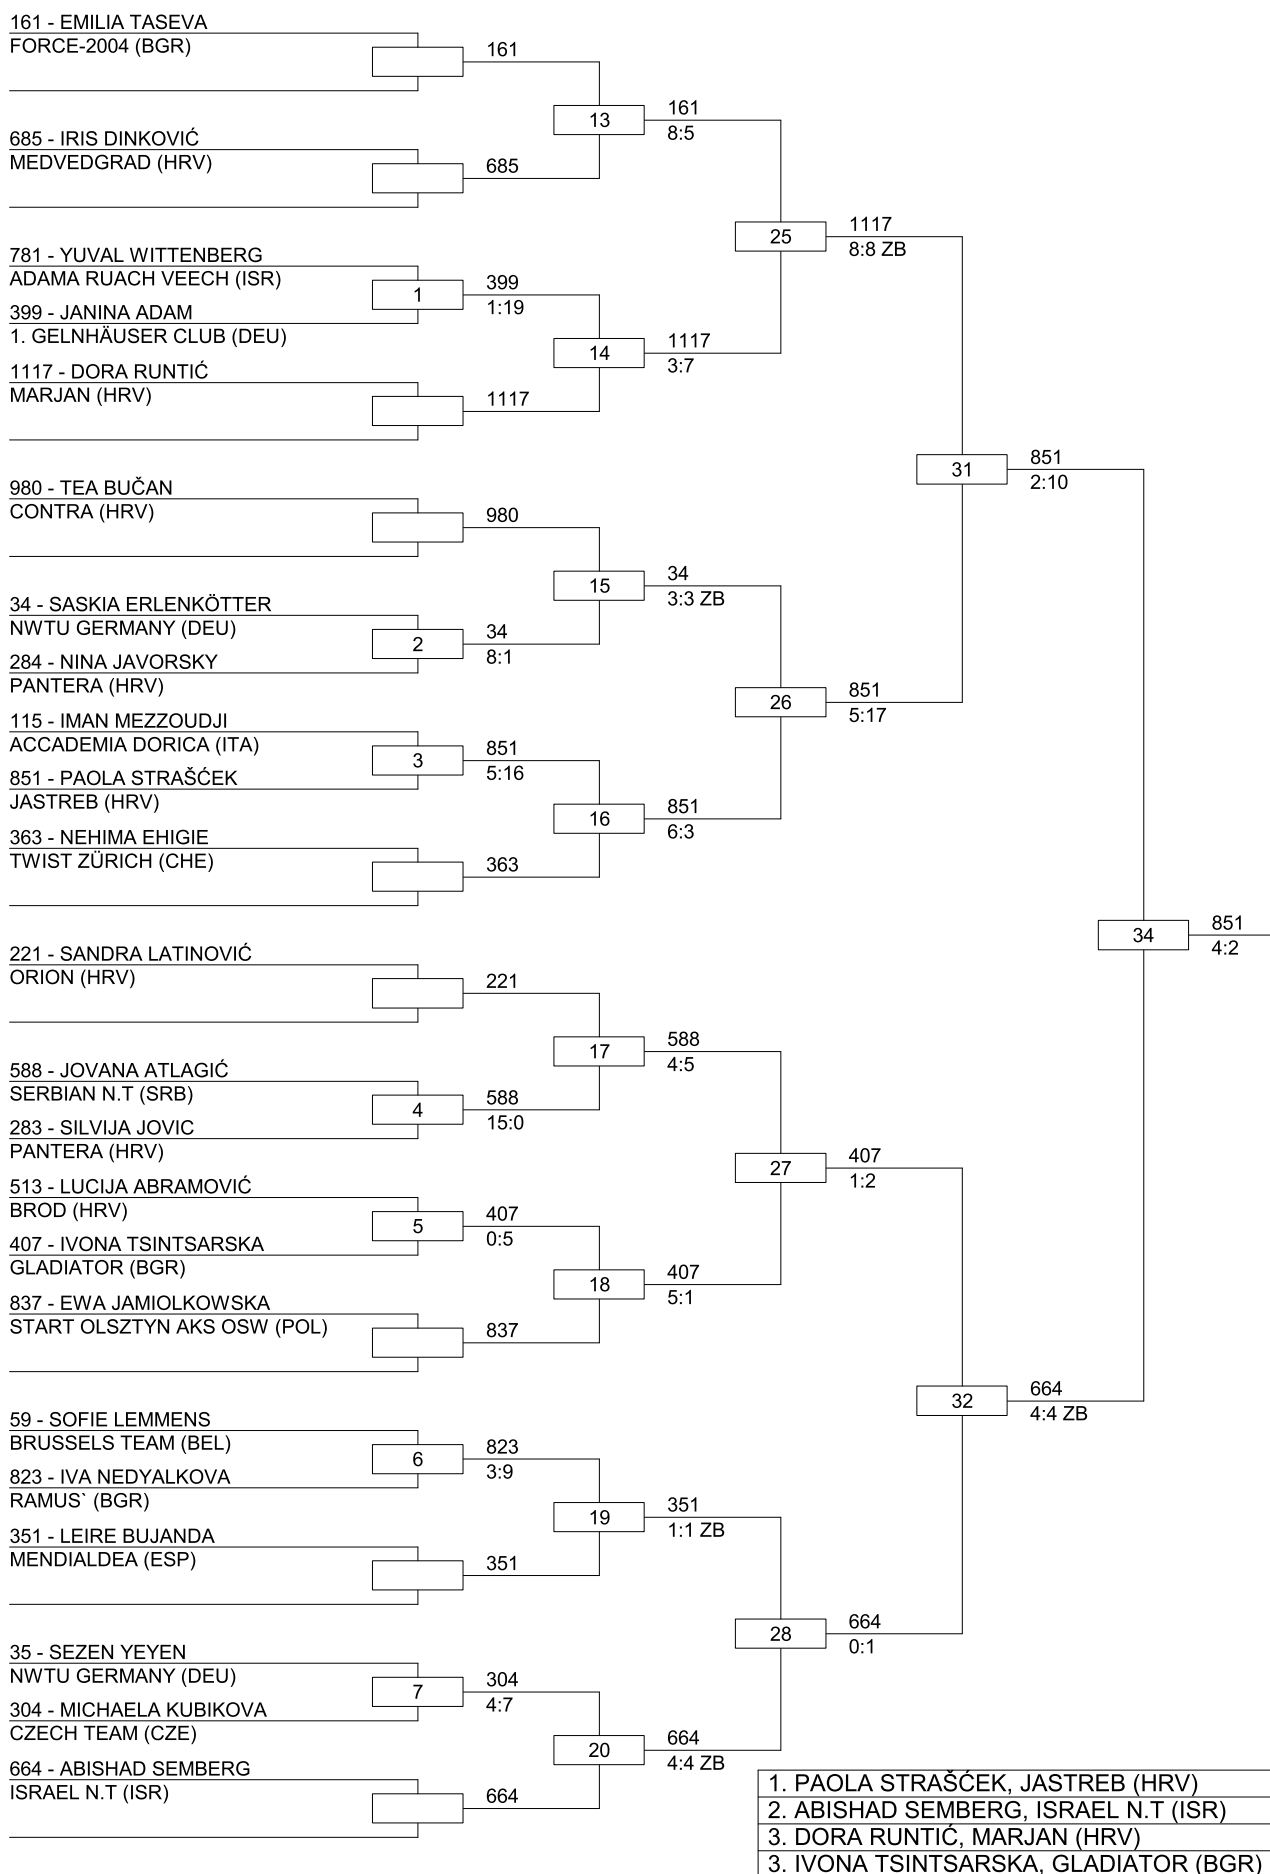 161 - EMILIA TASEVA
FORCE-2004 (BGR)
161
13
161
8:5
685 - IRIS DINKOVIĆ
MEDVEDGRAD (HRV)
685
25
1117
8:8 ZB
781 - YUVAL WITTENBERG
ADAMA RUACH VEECH (ISR)
1
399
1:19
399 - JANINA ADAM
1. GELNHÄUSER CLUB (DEU)
14
1117
3:7
1117 - DORA RUNTIĆ
MARJAN (HRV)
1117
31
851
2:10
980 - TEA BUČAN
CONTRA (HRV)
980
15
34
3:3 ZB
34 - SASKIA ERLENKÖTTER
NWTU GERMANY (DEU)
2
34
8:1
284 - NINA JAVORSKY
PANTERA (HRV)
26
851
5:17
115 - IMAN MEZZOUDJI
ACCADEMIA DORICA (ITA)
3
851
5:16
851 - PAOLA STRAŠĆEK
JASTREB (HRV)
16
851
6:3
363 - NEHIMA EHIGIE
TWIST ZÜRICH (CHE)
363
34
851
4:2
221 - SANDRA LATINOVIĆ
ORION (HRV)
221
17
588
4:5
588 - JOVANA ATLAGIĆ
SERBIAN N.T (SRB)
4
588
15:0
283 - SILVIJA JOVIC
PANTERA (HRV)
27
407
1:2
513 - LUCIJA ABRAMOVIĆ
BROD (HRV)
5
407
0:5
407 - IVONA TSINTSARSKA
GLADIATOR (BGR)
18
407
5:1
837 - EWA JAMIOLKOWSKA
START OLSZTYN AKS OSW (POL)
837
32
664
4:4 ZB
59 - SOFIE LEMMENS
BRUSSELS TEAM (BEL)
6
823
3:9
823 - IVA NEDYALKOVA
RAMUS` (BGR)
19
351
1:1 ZB
351 - LEIRE BUJANDA
MENDIALDEA (ESP)
351
28
664
0:1
35 - SEZEN YEYEN
NWTU GERMANY (DEU)
7
304
4:7
304 - MICHAELA KUBIKOVA
CZECH TEAM (CZE)
20
664
4:4 ZB
664 - ABISHAD SEMBERG
ISRAEL N.T (ISR)
664
1. PAOLA STRAŠĆEK, JASTREB (HRV)
2. ABISHAD SEMBERG, ISRAEL N.T (ISR)
3. DORA RUNTIĆ, MARJAN (HRV)
3. IVONA TSINTSARSKA, GLADIATOR (BGR)